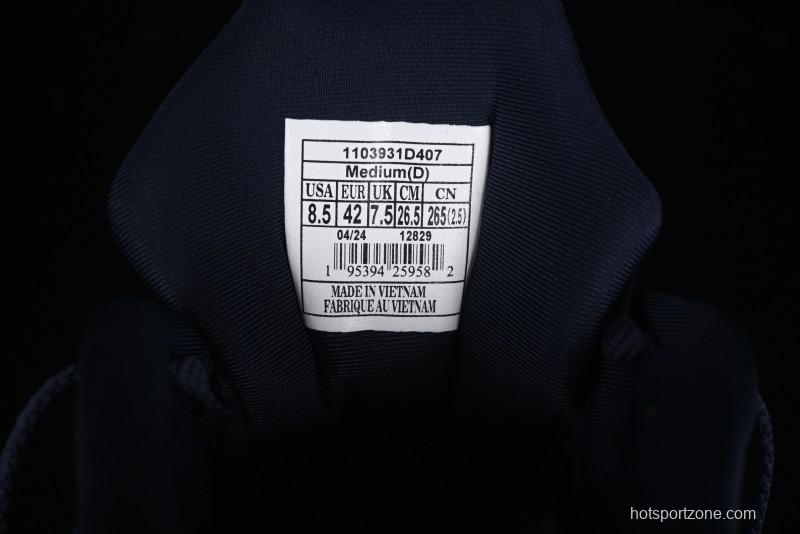 1103931D407
Medium(D)
USA EUR UK CM CN
8.5 42 7.5 26.5 265(2.5)
04/24 12829
1 95394 25958 2
MADE IN VIETNAM
FABRIQUE AU VIETNAM
hotsportzone.com